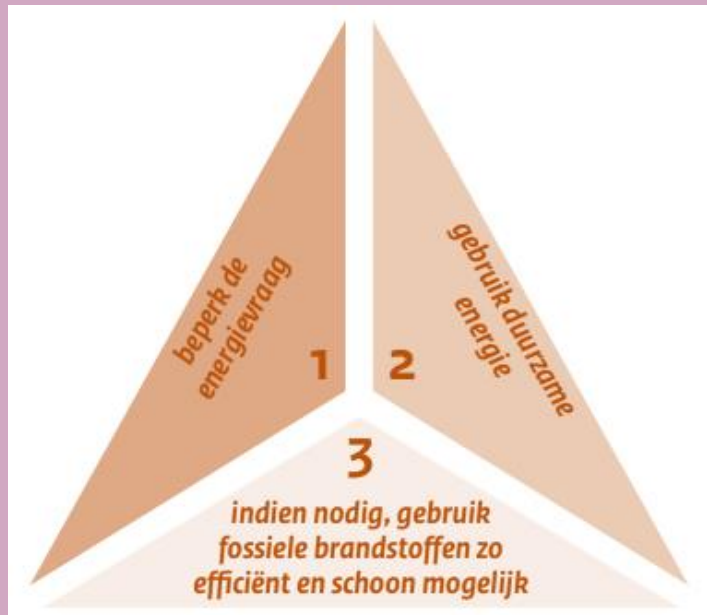 beperk de
energievraag
1
2
gebruik duurzame
energie
3
indien nodig, gebruik
fossiele brandstoffen zo
efficiënt en schoon mogelijk